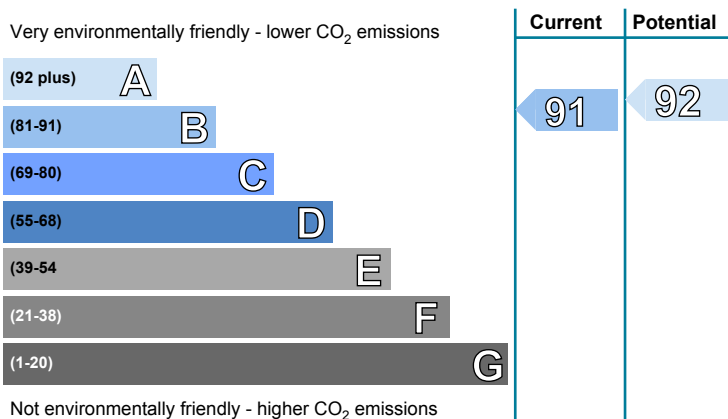 Very environmentally friendly - lower CO₂ emissions
Current
Potential
(92 plus) A
(81-91) B
(69-80) C
(55-68) D
(39-54 E
(21-38) F
(1-20) G
91
92
Not environmentally friendly - higher CO₂ emissions